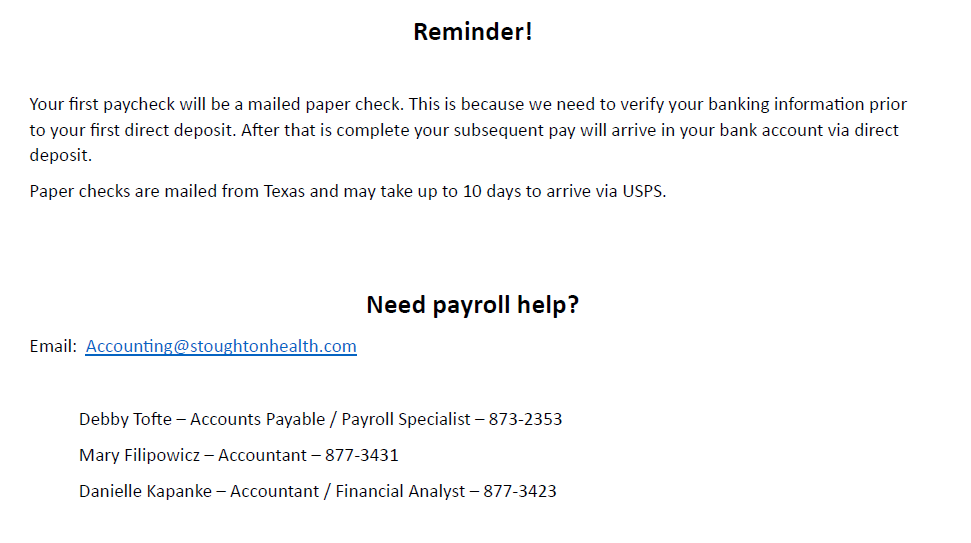 Reminder!
Your first paycheck will be a mailed paper check. This is because we need to verify your banking information prior
to your first direct deposit. After that is complete your subsequent pay will arrive in your bank account via direct
deposit.
Paper checks are mailed from Texas and may take up to 10 days to arrive via USPS.
Need payroll help?
Email: Accounting@stoughtonhealth.com
Debby Tofte – Accounts Payable / Payroll Specialist – 873-2353
Mary Filipowicz – Accountant – 877-3431
Danielle Kapanke – Accountant / Financial Analyst – 877-3423